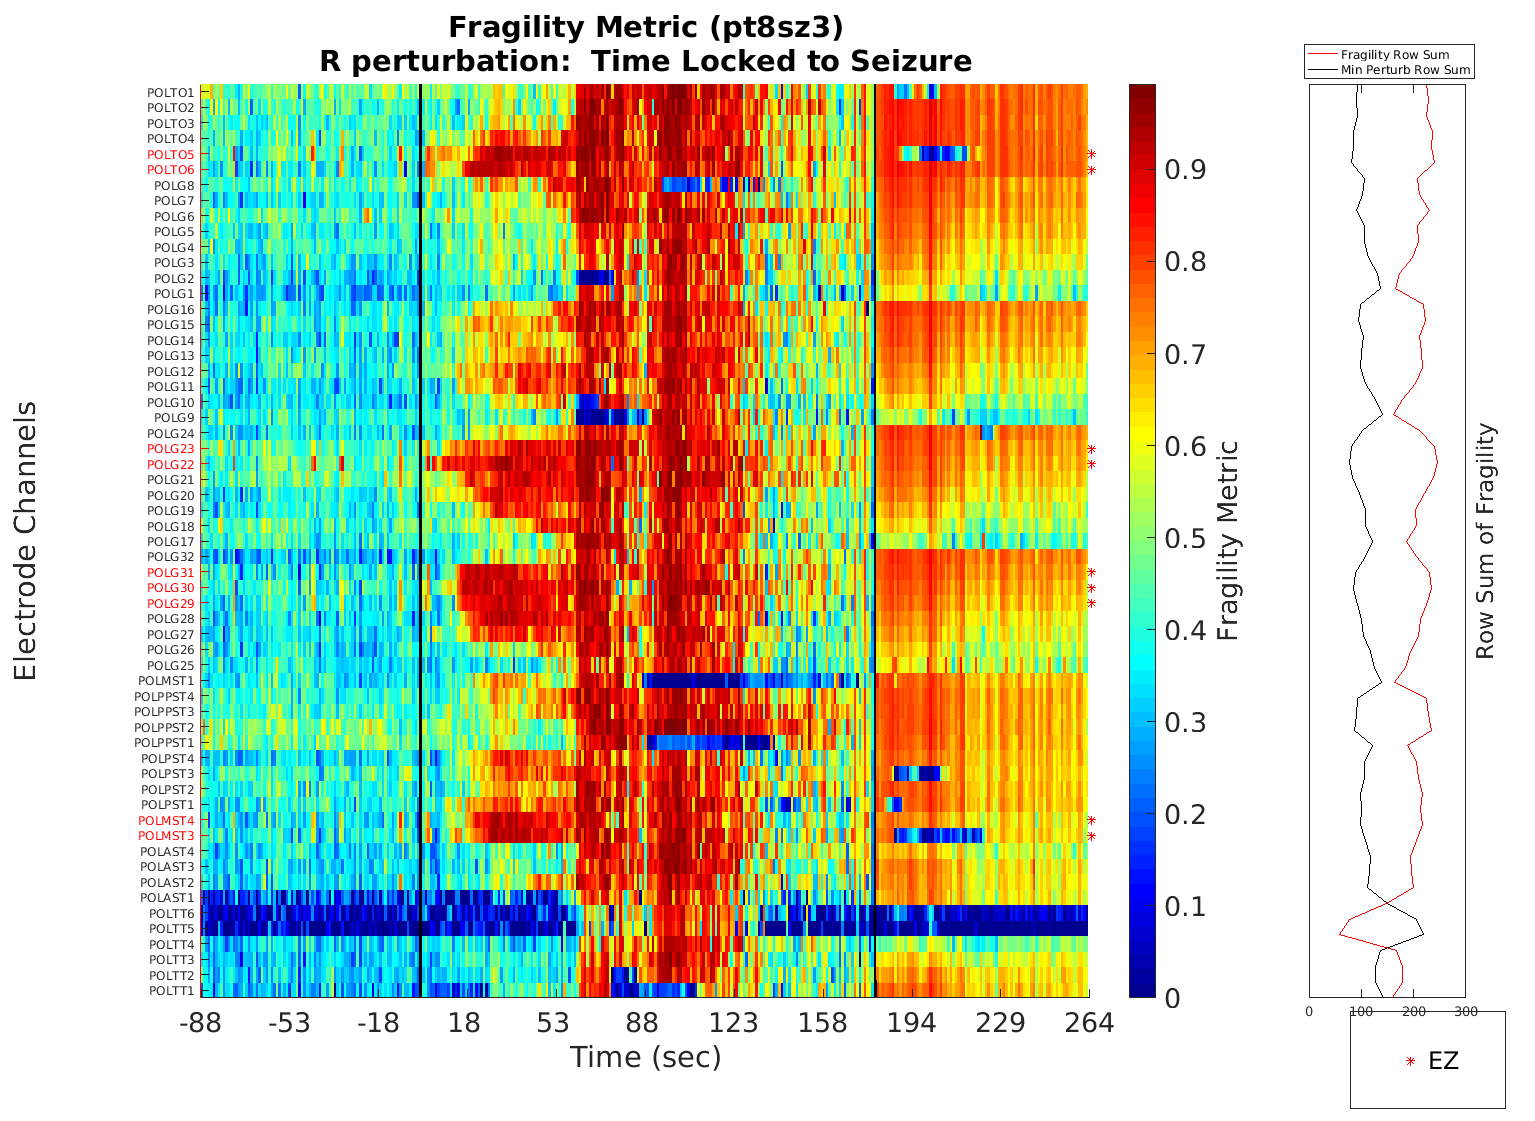 Fragility Metric (pt8sz3)
R perturbation:  Time Locked to Seizure
Electrode Channels
POLTO1
POLTO2
POLTO3
POLTO4
POLTO5
POLTO6
POLG8
POLG7
POLG6
POLG5
POLG4
POLG3
POLG2
POLG1
POLG16
POLG15
POLG14
POLG13
POLG12
POLG11
POLG10
POLG9
POLG24
POLG23
POLG22
POLG21
POLG20
POLG19
POLG18
POLG17
POLG32
POLG31
POLG30
POLG29
POLG28
POLG27
POLG26
POLG25
POLMST1
POLPPST4
POLPPST3
POLPPST2
POLPPST1
POLPST4
POLPST3
POLPST2
POLPST1
POLMST4
POLMST3
POLAST4
POLAST3
POLAST2
POLAST1
POLTT6
POLTT5
POLTT4
POLTT3
POLTT2
POLTT1
-88 -53 -18 18 53 88 123 158 194 229 264
Time (sec)
0.9
0.8
0.7
0.6
0.5
0.4
0.3
0.2
0.1
0
Fragility Metric
Fragility Row Sum
Min Perturb Row Sum
0 100 200 300
Row Sum of Fragility
EZ